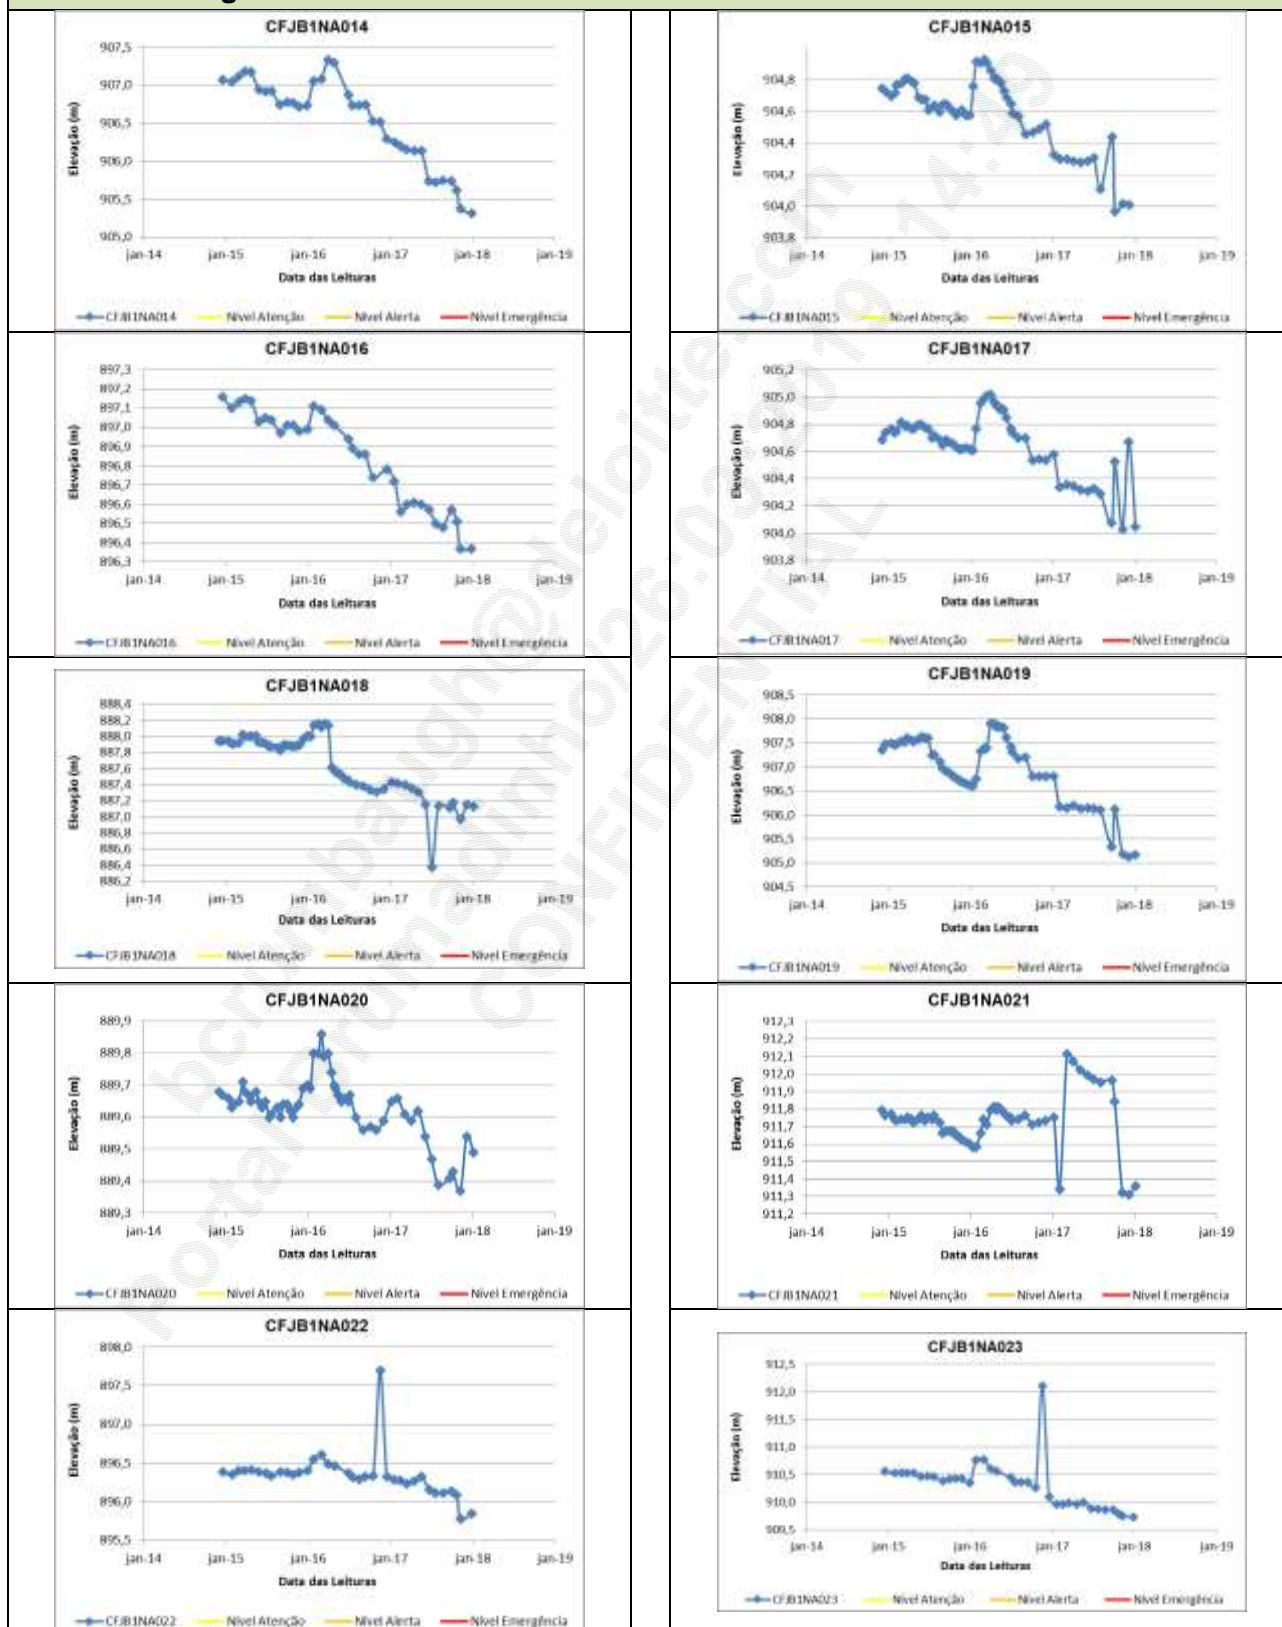 CFJB1NA014
907,5
907,0
906,5
906,0
905,5
905,0
Elevação (m)
jan-14 jan-15 jan-16 jan-17 jan-18 jan-19
Data das Leituras
CFJB1NA014 Nível Atenção Nível Alerta Nível Emergência
CFJB1NA015
904,8
904,6
904,4
904,2
904,0
903,8
Elevação (m)
jan-14 jan-15 jan-16 jan-17 jan-18 jan-19
Data das Leituras
CFJB1NA015 Nível Atenção Nível Alerta Nível Emergência
CFJB1NA016
897,3
897,2
897,1
897,0
896,9
896,8
896,7
896,6
896,5
896,4
896,3
Elevação (m)
jan-14 jan-15 jan-16 jan-17 jan-18 jan-19
Data das Leituras
CFJB1NA016 Nível Atenção Nível Alerta Nível Emergência
CFJB1NA017
905,2
905,0
904,8
904,6
904,4
904,2
904,0
903,8
Elevação (m)
jan-14 jan-15 jan-16 jan-17 jan-18 jan-19
Data das Leituras
CFJB1NA017 Nível Atenção Nível Alerta Nível Emergência
CFJB1NA018
888,4
888,2
888,0
887,8
887,6
887,4
887,2
887,0
886,8
886,6
886,4
886,2
Elevação (m)
jan-14 jan-15 jan-16 jan-17 jan-18 jan-19
Data das Leituras
CFJB1NA018 Nível Atenção Nível Alerta Nível Emergência
CFJB1NA019
908,5
908,0
907,5
907,0
906,5
906,0
905,5
905,0
904,5
Elevação (m)
jan-14 jan-15 jan-16 jan-17 jan-18 jan-19
Data das Leituras
CFJB1NA019 Nível Atenção Nível Alerta Nível Emergência
CFJB1NA020
889,9
889,8
889,7
889,6
889,5
889,4
889,3
Elevação (m)
jan-14 jan-15 jan-16 jan-17 jan-18 jan-19
Data das Leituras
CFJB1NA020 Nível Atenção Nível Alerta Nível Emergência
CFJB1NA021
912,3
912,2
912,1
912,0
911,9
911,8
911,7
911,6
911,5
911,4
911,3
911,2
Elevação (m)
jan-14 jan-15 jan-16 jan-17 jan-18 jan-19
Data das Leituras
CFJB1NA021 Nível Atenção Nível Alerta Nível Emergência
CFJB1NA022
898,0
897,5
897,0
896,5
896,0
895,5
Elevação (m)
jan-14 jan-15 jan-16 jan-17 jan-18 jan-19
Data das Leituras
CFJB1NA022 Nível Atenção Nível Alerta Nível Emergência
CFJB1NA023
912,5
912,0
911,5
911,0
910,5
910,0
909,5
Elevação (m)
jan-14 jan-15 jan-16 jan-17 jan-18 jan-19
Data das Leituras
CFJB1NA023 Nível Atenção Nível Alerta Nível Emergência
CONFIDENTIAL